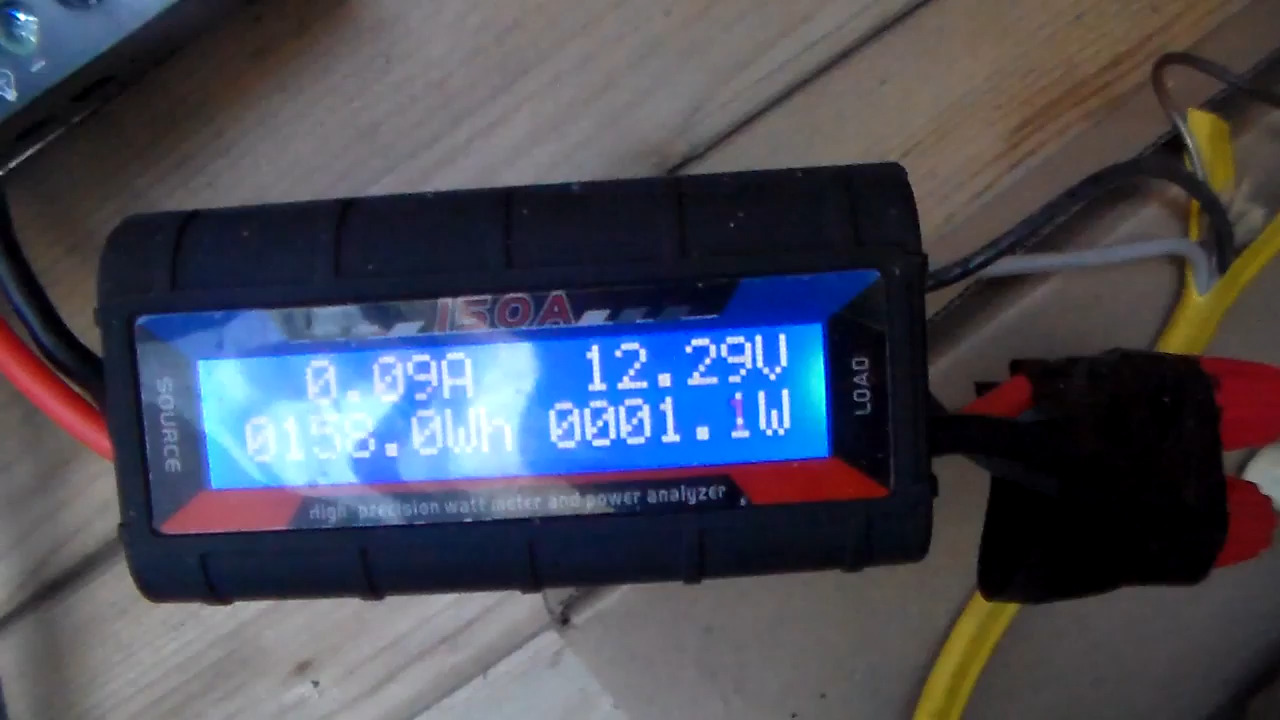 150A
0.09A 12.29V
0158.0Wh 0001.1W
SOURCE
LOAD
High precision watt meter and power analyzer